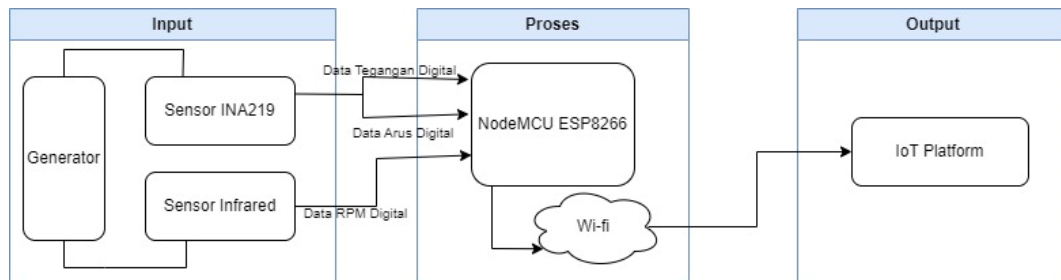 Input
Proses
Output
Generator
Sensor INA219
Sensor Infrared
Data Tegangan Digital
Data Arus Digital
Data RPM Digital
NodeMCU ESP8266
Wi-fi
IoT Platform